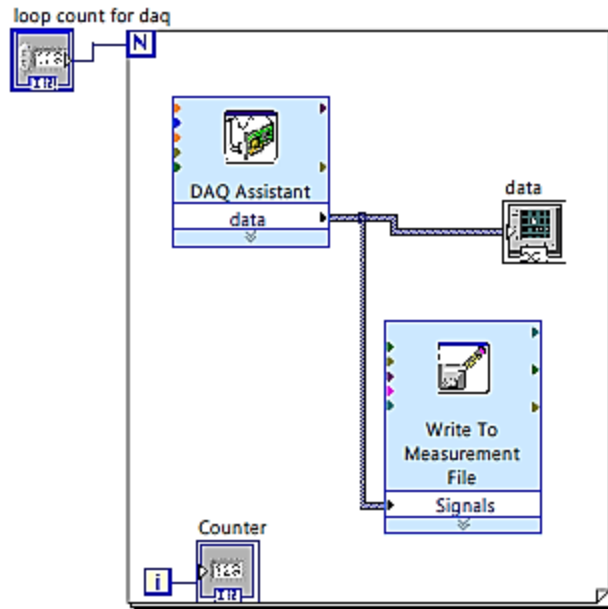 loop count for daq
N
DAQ Assistant
data
data
Write To
Measurement
File
Signals
Counter
i